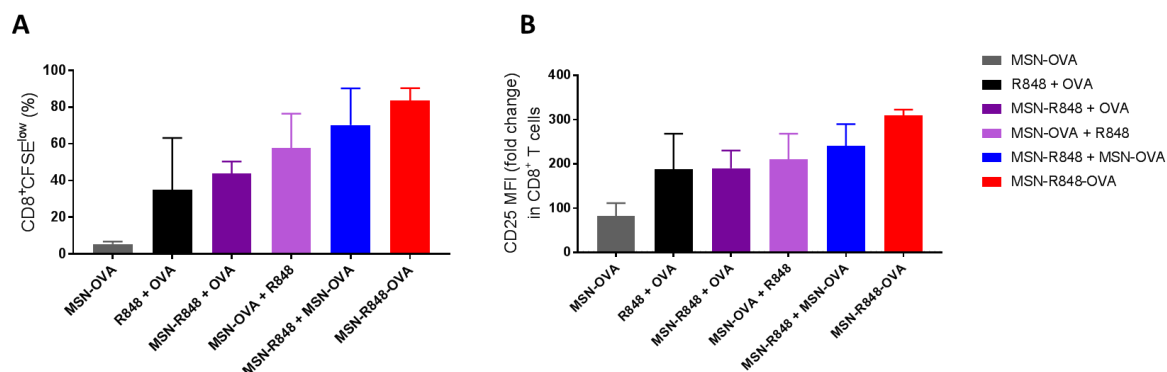 A
CD8⁺CFSEˡᵒʷ (%)
100
80
60
40
20
0
MSN-OVA
R848 + OVA
MSN-R848 + OVA
MSN-OVA + R848
MSN-R848 + MSN-OVA
MSN-R848-OVA
B
CD25 MFI (fold change)
in CD8⁺ T cells
400
300
200
100
0
MSN-OVA
R848 + OVA
MSN-R848 + OVA
MSN-OVA + R848
MSN-R848 + MSN-OVA
MSN-R848-OVA
MSN-OVA
R848 + OVA
MSN-R848 + OVA
MSN-OVA + R848
MSN-R848 + MSN-OVA
MSN-R848-OVA